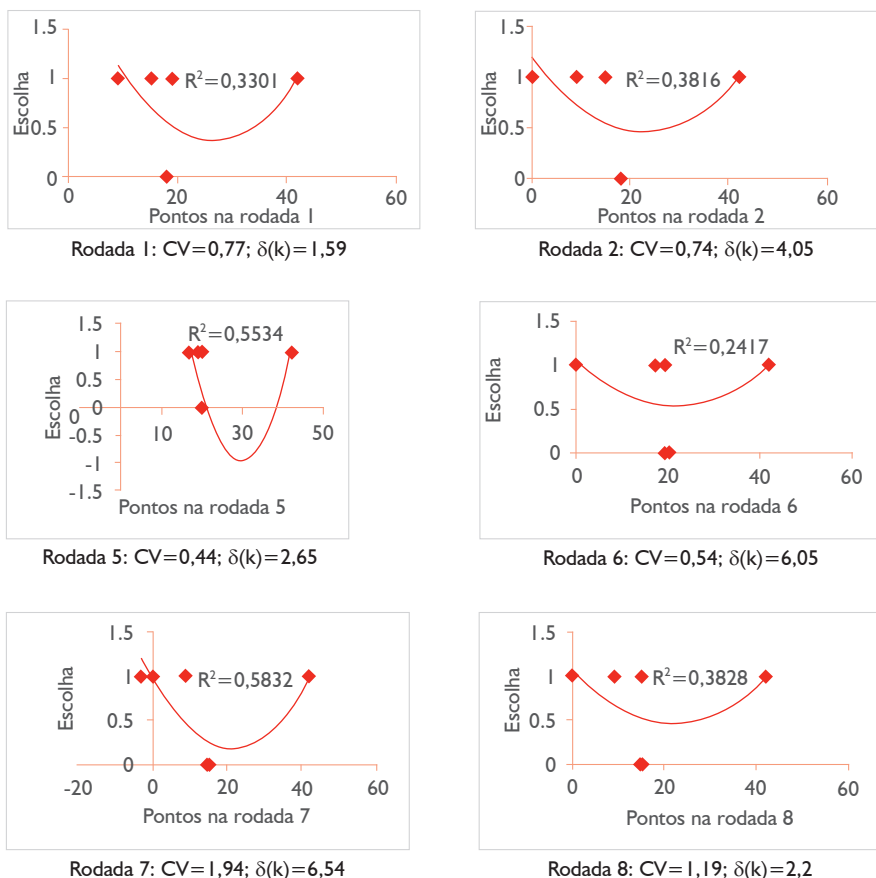 1.5
1
0.5
0
Escolha
R²=0,3301
0 20 40 60
Pontos na rodada 1
Rodada 1: CV=0,77; δ(k)=1,59
1.5
1
0.5
0
Escolha
R²=0,3816
0 20 40 60
Pontos na rodada 2
Rodada 2: CV=0,74; δ(k)=4,05
1.5
1
0.5
0
-0.5
-1
-1.5
Escolha
R²=0,5534
0 10 30 50
Pontos na rodada 5
Rodada 5: CV=0,44; δ(k)=2,65
1.5
1
0.5
0
Escolha
R²=0,2417
0 20 40 60
Pontos na rodada 6
Rodada 6: CV=0,54; δ(k)=6,05
1.5
1
0.5
0
Escolha
R²=0,5832
-20 0 20 40 60
Pontos na rodada 7
Rodada 7: CV=1,94; δ(k)=6,54
1.5
1
0.5
0
Escolha
R²=0,3828
0 20 40 60
Pontos na rodada 8
Rodada 8: CV=1,19; δ(k)=2,2